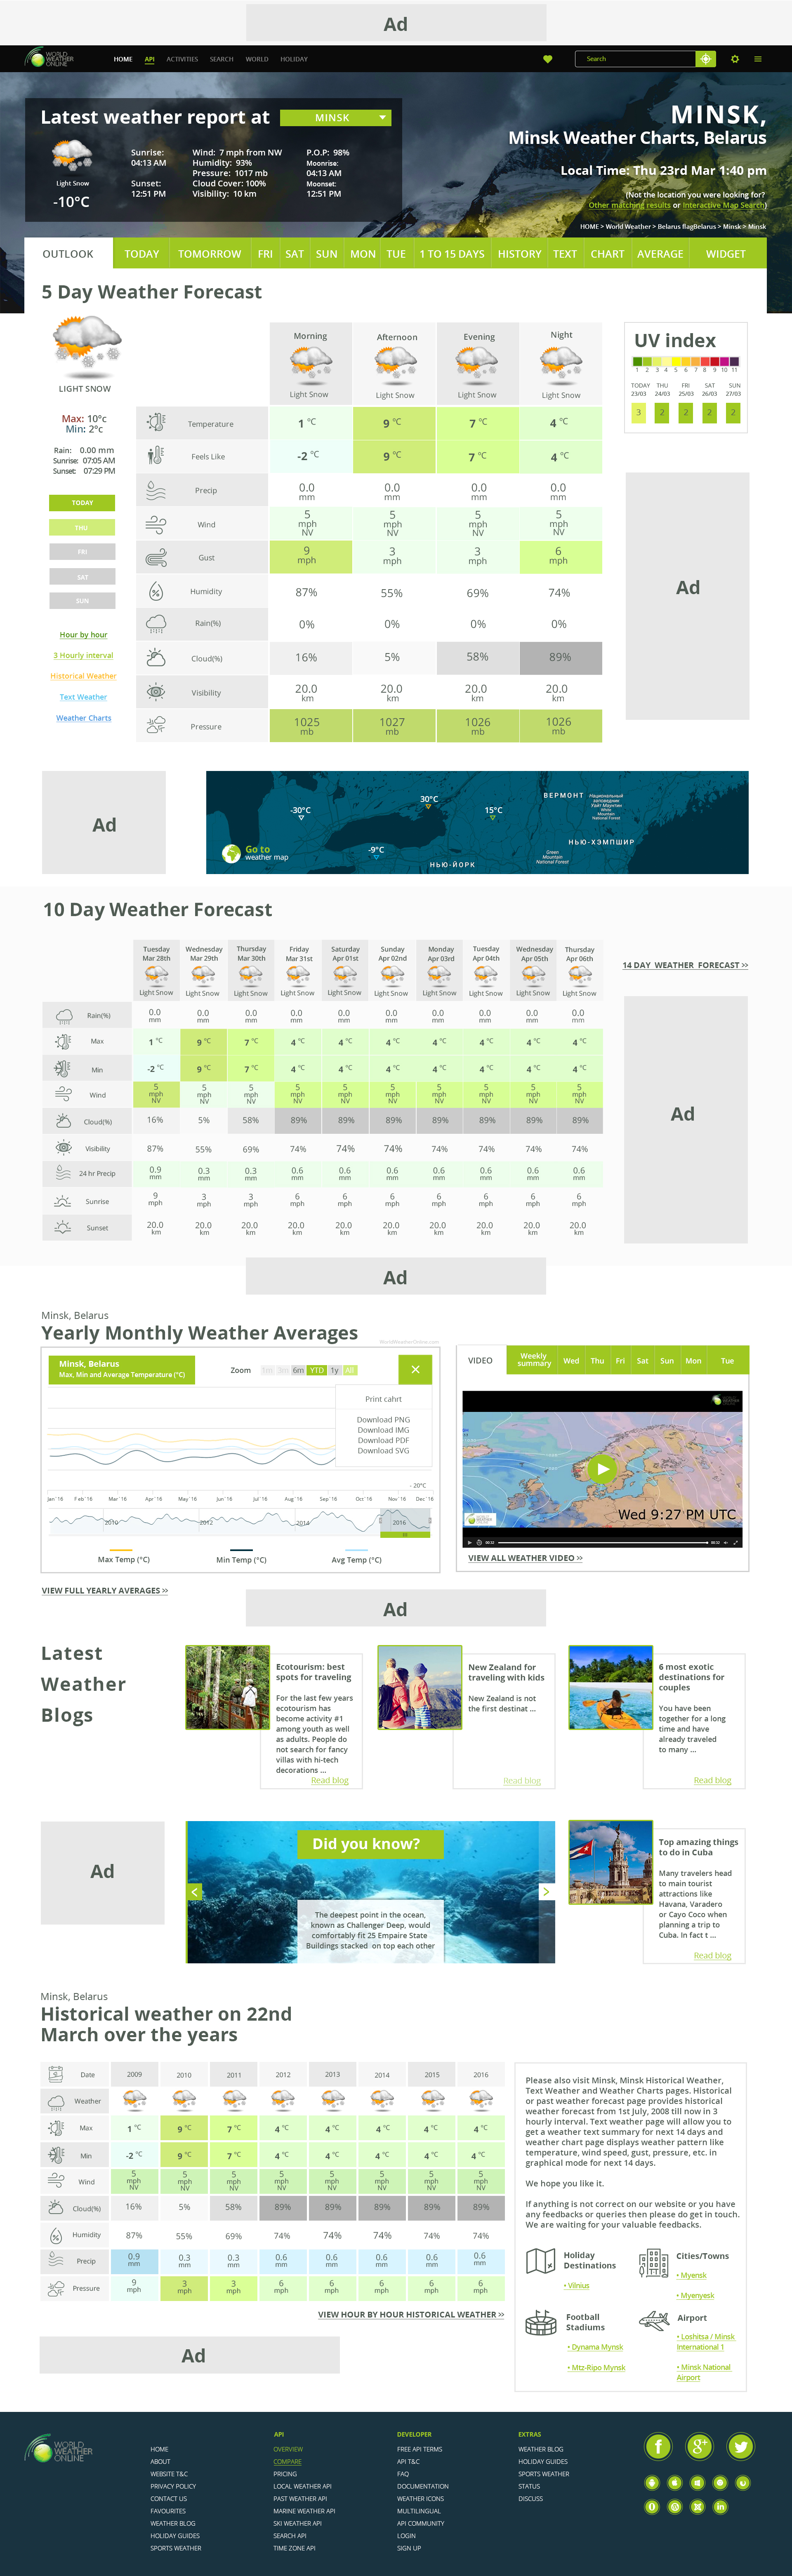 Ad
WORLD
WEATHER
ONLINE
HOME API ACTIVITIES SEARCH WORLD HOLIDAY
Search
Latest weather report at MINSK
Light Snow
-10°C
Sunrise:
04:13 AM
Sunset:
12:51 PM
Wind: 7 mph from NW
Humidity: 93%
Pressure: 1017 mb
Cloud Cover: 100%
Visibility: 10 km
P.O.P: 98%
Moonrise:
04:13 AM
Moonset:
12:51 PM
MINSK,
Minsk Weather Charts, Belarus
Local Time: Thu 23rd Mar 1:40 pm
(Not the location you were looking for?
Other matching results or Interactive Map Search)
HOME > World Weather > Belarus flagBelarus > Minsk > Minsk
OUTLOOK TODAY TOMORROW FRI SAT SUN MON TUE 1 TO 15 DAYS HISTORY TEXT CHART AVERAGE WIDGET
5 Day Weather Forecast
LIGHT SNOW
Max: 10°c
Min: 2°c
Rain: 0.00 mm
Sunrise: 07:05 AM
Sunset: 07:29 PM
TODAY
THU
FRI
SAT
SUN
Hour by hour
3 Hourly interval
Historical Weather
Text Weather
Weather Charts
Morning Afternoon Evening Night
Light Snow Light Snow Light Snow Light Snow
Temperature 1 °C 9 °C 7 °C 4 °C
Feels Like -2 °C 9 °C 7 °C 4 °C
Precip 0.0 mm 0.0 mm 0.0 mm 0.0 mm
Wind 5 mph NV 5 mph NV 5 mph NV 5 mph NV
Gust 9 mph 3 mph 3 mph 6 mph
Humidity 87% 55% 69% 74%
Rain(%) 0% 0% 0% 0%
Cloud(%) 16% 5% 58% 89%
Visibility 20.0 km 20.0 km 20.0 km 20.0 km
Pressure 1025 mb 1027 mb 1026 mb 1026 mb
UV index
1 2 3 4 5 6 7 8 9 10 11
TODAY THU FRI SAT SUN
23/03 24/03 25/03 26/03 27/03
3 2 2 2 2
Ad
Ad
-30°C
30°C
15°C
-9°C
Go to
weather map
ВЕРМОНТ
Национальный
заповедник
Уайт Маунтин
White
Mountain
National Forest
НЬЮ-ХЭМПШИР
Green
Mountain
National Forest
НЬЮ-ЙОРК
10 Day Weather Forecast
Tuesday Wednesday Thursday Friday Saturday Sunday Monday Tuesday Wednesday Thursday
Mar 28th Mar 29th Mar 30th Mar 31st Apr 01st Apr 02nd Apr 03rd Apr 04th Apr 05th Apr 06th
Light Snow Light Snow Light Snow Light Snow Light Snow Light Snow Light Snow Light Snow Light Snow Light Snow
Rain(%) 0.0 mm 0.0 mm 0.0 mm 0.0 mm 0.0 mm 0.0 mm 0.0 mm 0.0 mm 0.0 mm 0.0 mm
Max 1 °C 9 °C 7 °C 4 °C 4 °C 4 °C 4 °C 4 °C 4 °C 4 °C
Min -2 °C 9 °C 7 °C 4 °C 4 °C 4 °C 4 °C 4 °C 4 °C 4 °C
Wind 5 mph NV 5 mph NV 5 mph NV 5 mph NV 5 mph NV 5 mph NV 5 mph NV 5 mph NV 5 mph NV 5 mph NV
Cloud(%) 16% 5% 58% 89% 89% 89% 89% 89% 89% 89%
Visibility 87% 55% 69% 74% 74% 74% 74% 74% 74% 74%
24 hr Precip 0.9 mm 0.3 mm 0.3 mm 0.6 mm 0.6 mm 0.6 mm 0.6 mm 0.6 mm 0.6 mm 0.6 mm
Sunrise 9 mph 3 mph 3 mph 6 mph 6 mph 6 mph 6 mph 6 mph 6 mph 6 mph
Sunset 20.0 km 20.0 km 20.0 km 20.0 km 20.0 km 20.0 km 20.0 km 20.0 km 20.0 km 20.0 km
14 DAY WEATHER FORECAST >>
Ad
Ad
Minsk, Belarus
Yearly Monthly Weather Averages
WorldWeatherOnline.com
Minsk, Belarus
Max, Min and Average Temperature (°C)
Zoom 1m 3m 6m YTD 1y All
Print cahrt
Download PNG
Download IMG
Download PDF
Download SVG
- 20°C
Jan '16 Feb '16 Mar '16 Apr '16 May '16 Jun '16 Jul '16 Aug '16 Sep '16 Oct '16 Nov '16 Dec '16
2010 2012 2014 2016
Max Temp (°C) Min Temp (°C) Avg Temp (°C)
VIEW FULL YEARLY AVERAGES >>
VIDEO Weekly summary Wed Thu Fri Sat Sun Mon Tue
Wed 9:27 PM UTC
00:33 00:33
VIEW ALL WEATHER VIDEO >>
Ad
Latest
Weather
Blogs
Ecotourism: best
spots for traveling
For the last few years
ecotourism has
become activity #1
among youth as well
as adults. People do
not search for fancy
villas with hi-tech
decorations ...
Read blog
New Zealand for
traveling with kids
New Zealand is not
the first destinat ...
Read blog
6 most exotic
destinations for
couples
You have been
together for a long
time and have
already traveled
to many ...
Read blog
Ad
Did you know?
The deepest point in the ocean,
known as Challenger Deep, would
comfortably fit 25 Empaire State
Buildings stacked on top each other
Top amazing things
to do in Cuba
Many travelers head
to main tourist
attractions like
Havana, Varadero
or Cayo Coco when
planning a trip to
Cuba. In fact t ...
Read blog
Minsk, Belarus
Historical weather on 22nd
March over the years
Date 2009 2010 2011 2012 2013 2014 2015 2016
Weather
Max 1 °C 9 °C 7 °C 4 °C 4 °C 4 °C 4 °C 4 °C
Min -2 °C 9 °C 7 °C 4 °C 4 °C 4 °C 4 °C 4 °C
Wind 5 mph NV 5 mph NV 5 mph NV 5 mph NV 5 mph NV 5 mph NV 5 mph NV 5 mph NV
Cloud(%) 16% 5% 58% 89% 89% 89% 89% 89%
Humidity 87% 55% 69% 74% 74% 74% 74% 74%
Precip 0.9 mm 0.3 mm 0.3 mm 0.6 mm 0.6 mm 0.6 mm 0.6 mm 0.6 mm
Pressure 9 mph 3 mph 3 mph 6 mph 6 mph 6 mph 6 mph 6 mph
VIEW HOUR BY HOUR HISTORICAL WEATHER >>
Ad
Please also visit Minsk, Minsk Historical Weather,
Text Weather and Weather Charts pages. Historical
or past weather forecast page provides historical
weather forecast from 1st July, 2008 till now in 3
hourly interval. Text weather page will allow you to
get a weather text summary for next 14 days and
weather chart page displays weather pattern like
temperature, wind speed, gust, pressure, etc. in
graphical mode for next 14 days.
We hope you like it.
If anything is not correct on our website or you have
any feedbacks or queries then please do get in touch.
We are waiting for your valuable feedbacks.
Holiday
Destinations
• Vilnius
Cities/Towns
• Myensk
• Myenyesk
Football
Stadiums
• Dynama Mynsk
• Mtz-Ripo Mynsk
Airport
• Loshitsa / Minsk
International 1
• Minsk National
Airport
WORLD
WEATHER
ONLINE
HOME
ABOUT
WEBSITE T&C
PRIVACY POLICY
CONTACT US
FAVOURITES
WEATHER BLOG
HOLIDAY GUIDES
SPORTS WEATHER
API
OVERVIEW
COMPARE
PRICING
LOCAL WEATHER API
PAST WEATHER API
MARINE WEATHER API
SKI WEATHER API
SEARCH API
TIME ZONE API
DEVELOPER
FREE API TERMS
API T&C
FAQ
DOCUMENTATION
WEATHER ICONS
MULTILINGUAL
API COMMUNITY
LOGIN
SIGN UP
EXTRAS
WEATHER BLOG
HOLIDAY GUIDES
SPORTS WEATHER
STATUS
DISCUSS